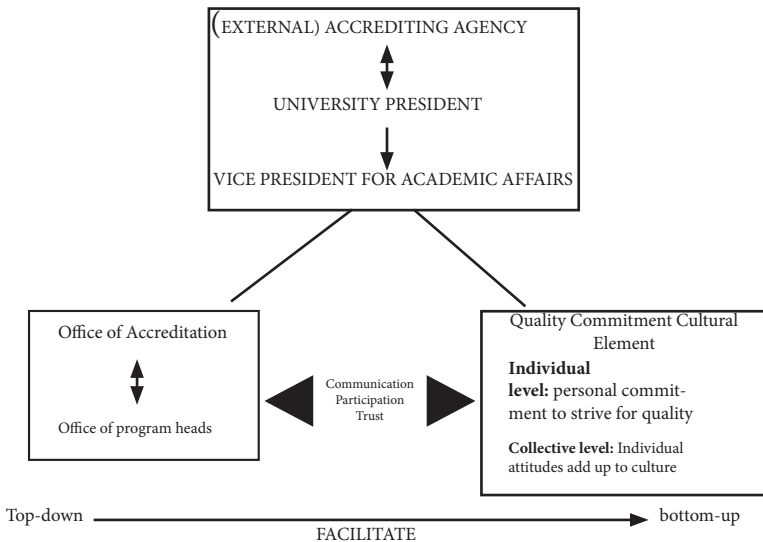 (EXTERNAL) ACCREDITING AGENCY
UNIVERSITY PRESIDENT
VICE PRESIDENT FOR ACADEMIC AFFAIRS
Office of Accreditation
Office of program heads
Communication
Participation
Trust
Quality Commitment Cultural
Element
Individual
level: personal commit-
ment to strive for quality
Collective level: Individual
attitudes add up to culture
Top-down
FACILITATE
bottom-up